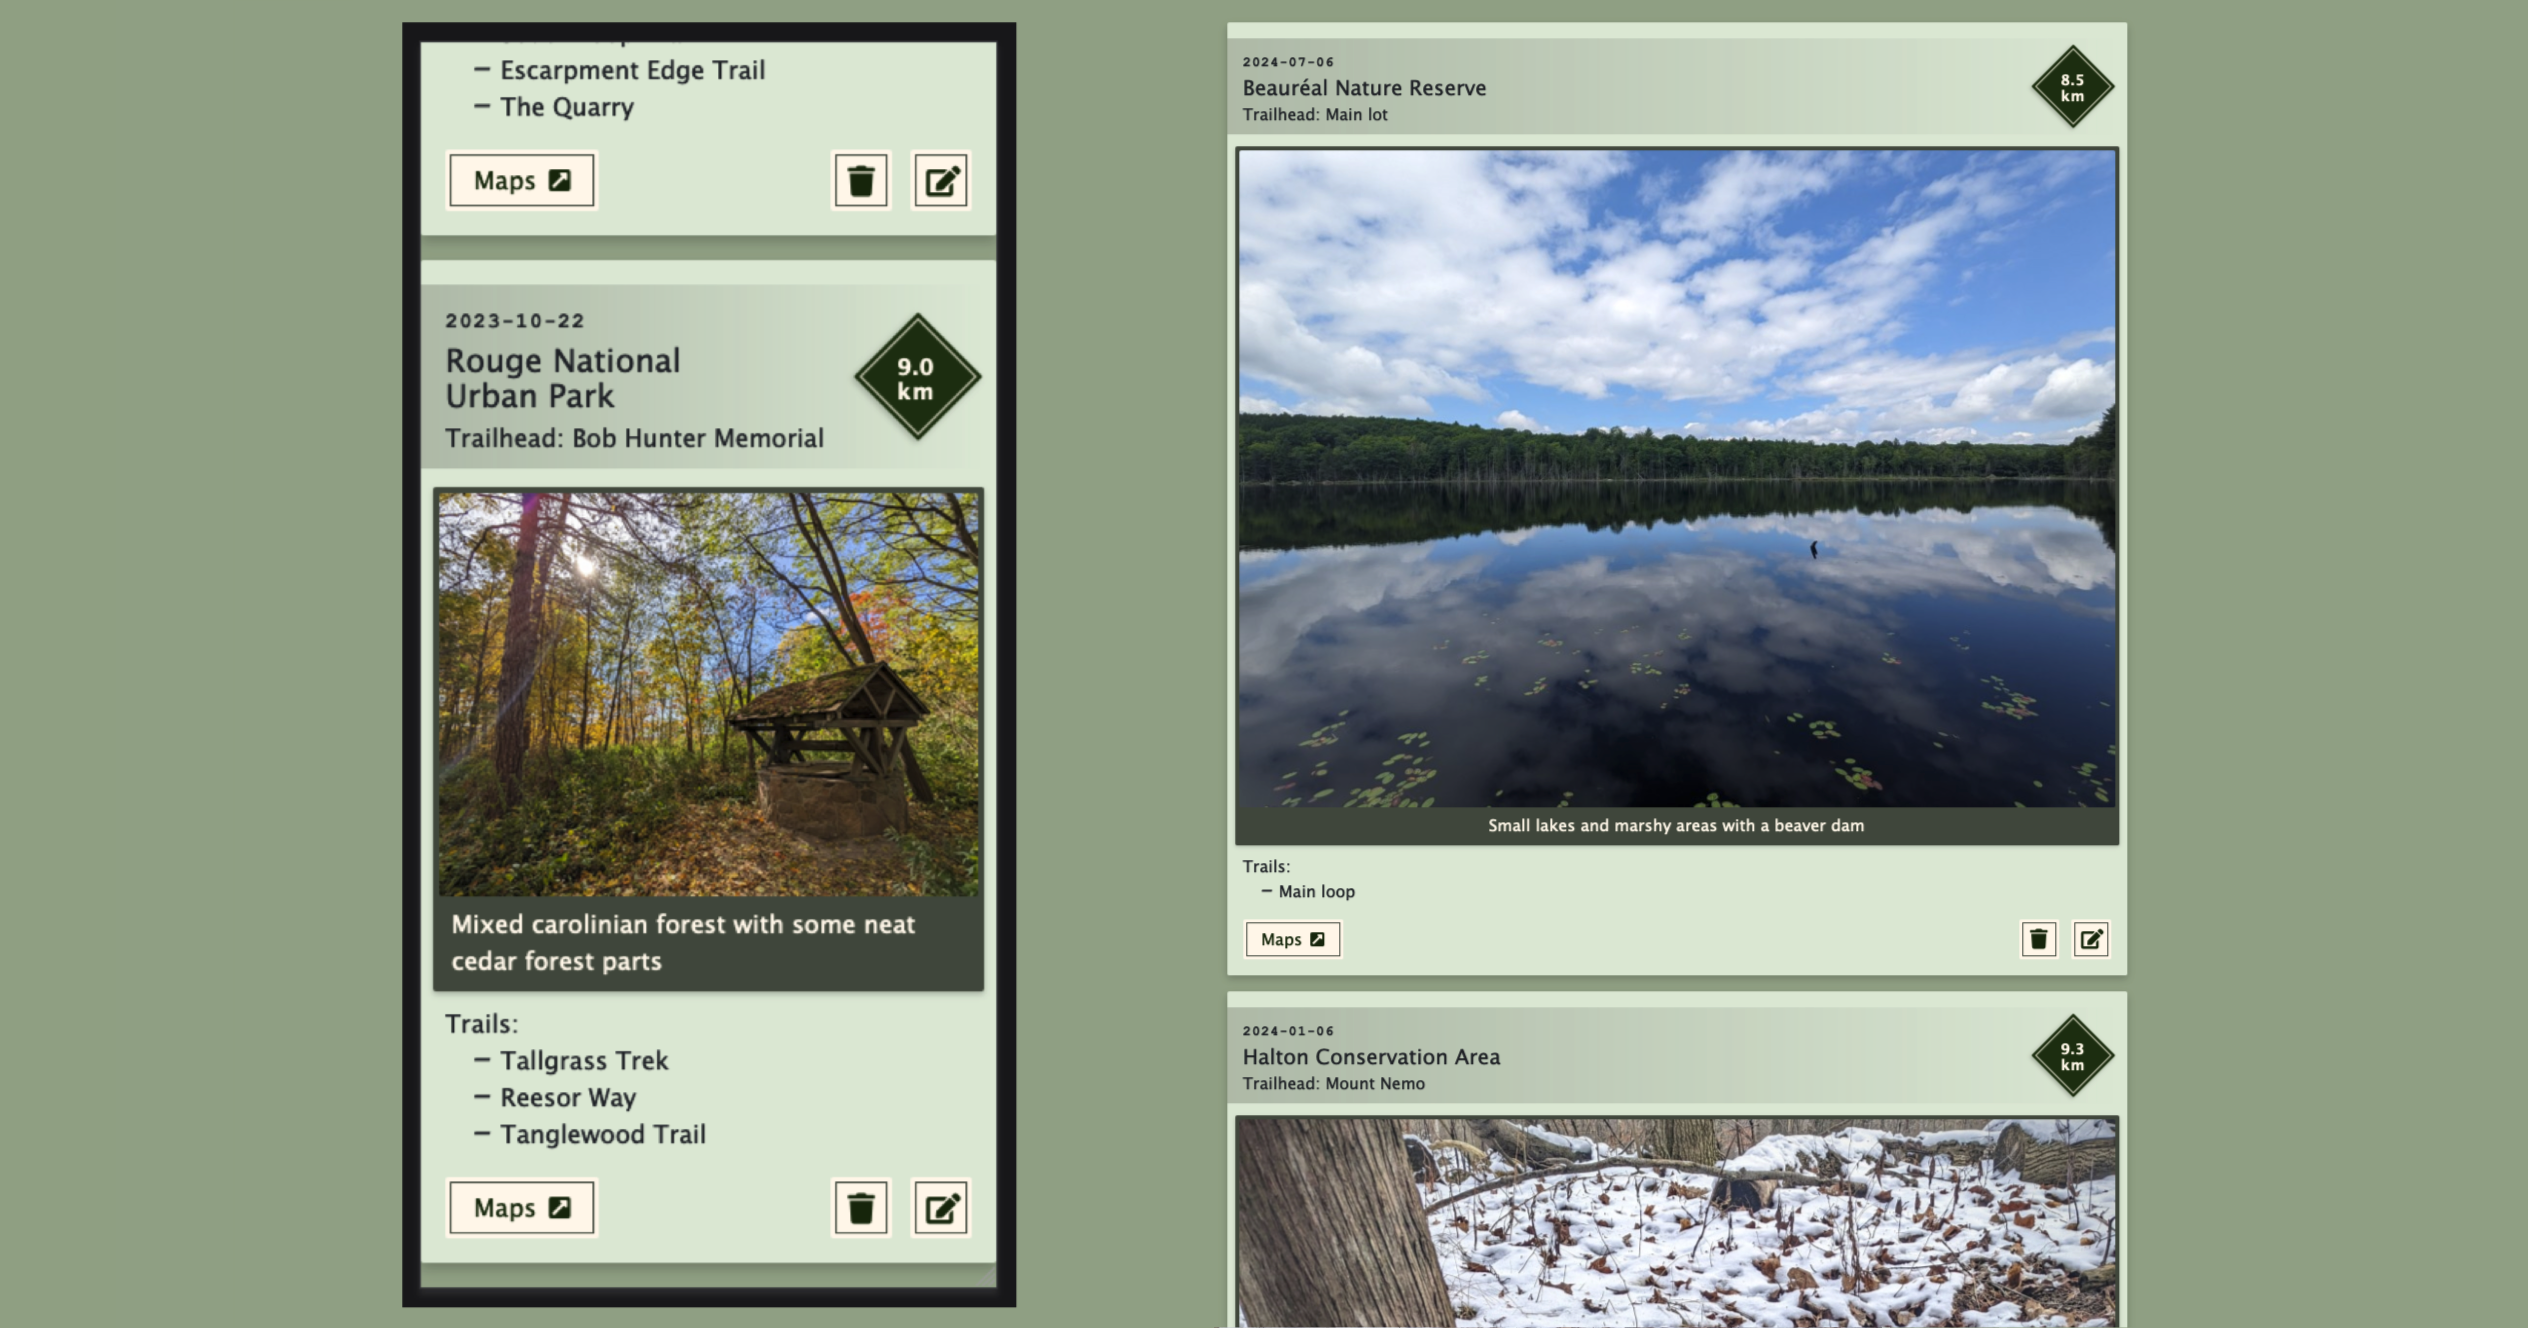 – Escarpment Edge Trail
– The Quarry
Maps
2023-10-22
Rouge National
Urban Park
Trailhead: Bob Hunter Memorial
9.0
km
Mixed carolinian forest with some neat
cedar forest parts
Trails:
– Tallgrass Trek
– Reesor Way
– Tanglewood Trail
Maps
2024-07-06
Beauréal Nature Reserve
Trailhead: Main lot
8.5
km
Small lakes and marshy areas with a beaver dam
Trails:
– Main loop
Maps
2024-01-06
Halton Conservation Area
Trailhead: Mount Nemo
9.3
km